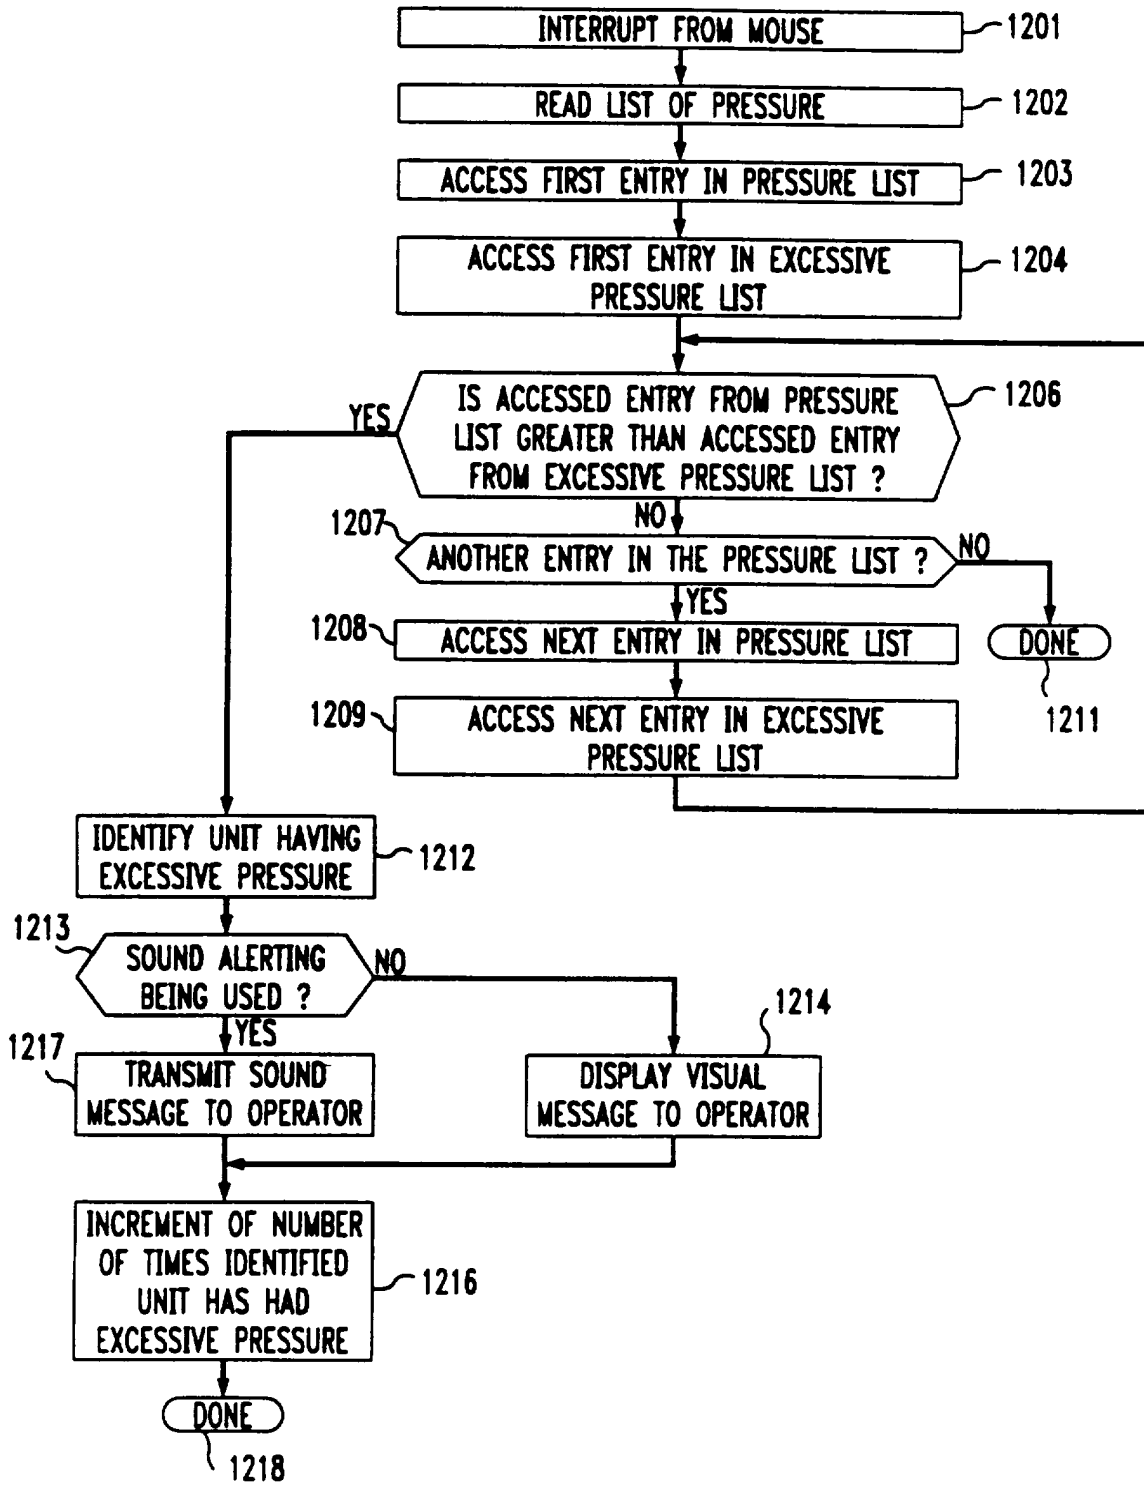 INTERRUPT FROM MOUSE
1201
READ LIST OF PRESSURE
1202
ACCESS FIRST ENTRY IN PRESSURE LIST
1203
ACCESS FIRST ENTRY IN EXCESSIVE
PRESSURE LIST
1204
IS ACCESSED ENTRY FROM PRESSURE
LIST GREATER THAN ACCESSED ENTRY
FROM EXCESSIVE PRESSURE LIST ?
1206
YES
NO
1207
ANOTHER ENTRY IN THE PRESSURE LIST ?
NO
YES
1208
ACCESS NEXT ENTRY IN PRESSURE LIST
DONE
1211
1209
ACCESS NEXT ENTRY IN EXCESSIVE
PRESSURE LIST
IDENTIFY UNIT HAVING
EXCESSIVE PRESSURE
1212
1213
SOUND ALERTING
BEING USED ?
NO
YES
1217
TRANSMIT SOUND
MESSAGE TO OPERATOR
1214
DISPLAY VISUAL
MESSAGE TO OPERATOR
INCREMENT OF NUMBER
OF TIMES IDENTIFIED
UNIT HAS HAD
EXCESSIVE PRESSURE
1216
DONE
1218